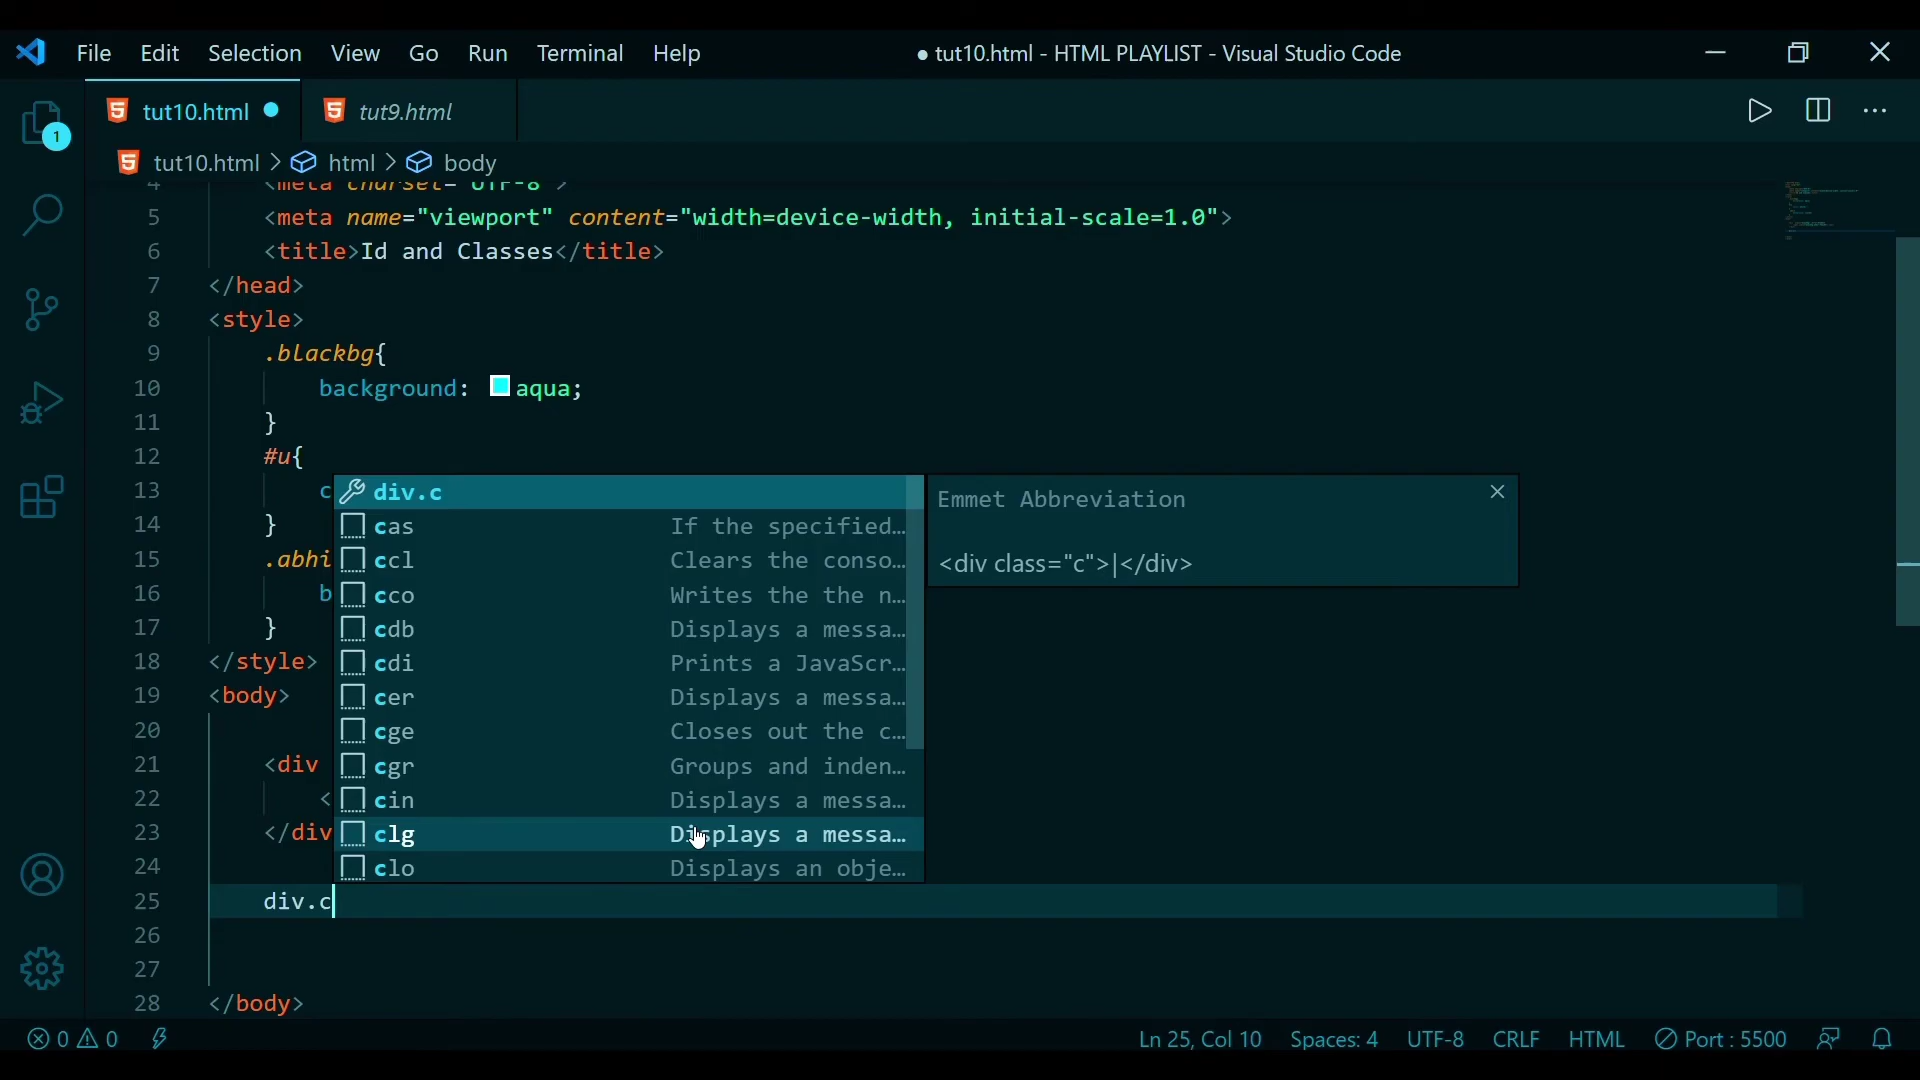 File Edit Selection View Go Run Terminal Help ● tut10.html - HTML PLAYLIST - Visual Studio Code
1
tut10.html ● tut9.html
tut10.html > html > body
4 <meta charset="UTF-8">
5 <meta name="viewport" content="width=device-width, initial-scale=1.0">
6 <title>Id and Classes</title>
7 </head>
8 <style>
9 .blackbg{
10 background: aqua;
11 }
12 #u{
13 c
14 }
15 .abhi
16 b
17 }
18 </style>
19 <body>
20
21 <div
22 <
23 </div
24
25 div.c
26
27
28 </body>
div.c
cas If the specified…
ccl Clears the conso…
cco Writes the the n…
cdb Displays a messa…
cdi Prints a JavaScr…
cer Displays a messa…
cge Closes out the c…
cgr Groups and inden…
cin Displays a messa…
clg Displays a messa…
clo Displays an obje…
Emmet Abbreviation
<div class="c">|</div>
0 0 Ln 25, Col 10 Spaces: 4 UTF-8 CRLF HTML Port : 5500